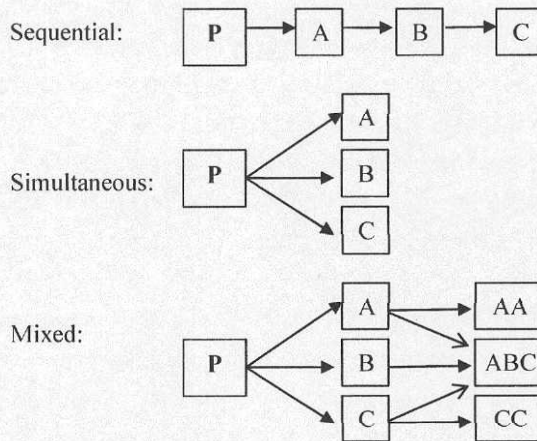 Sequential: P A B C
A
Simultaneous: P B
C
A AA
Mixed: P B ABC
C CC